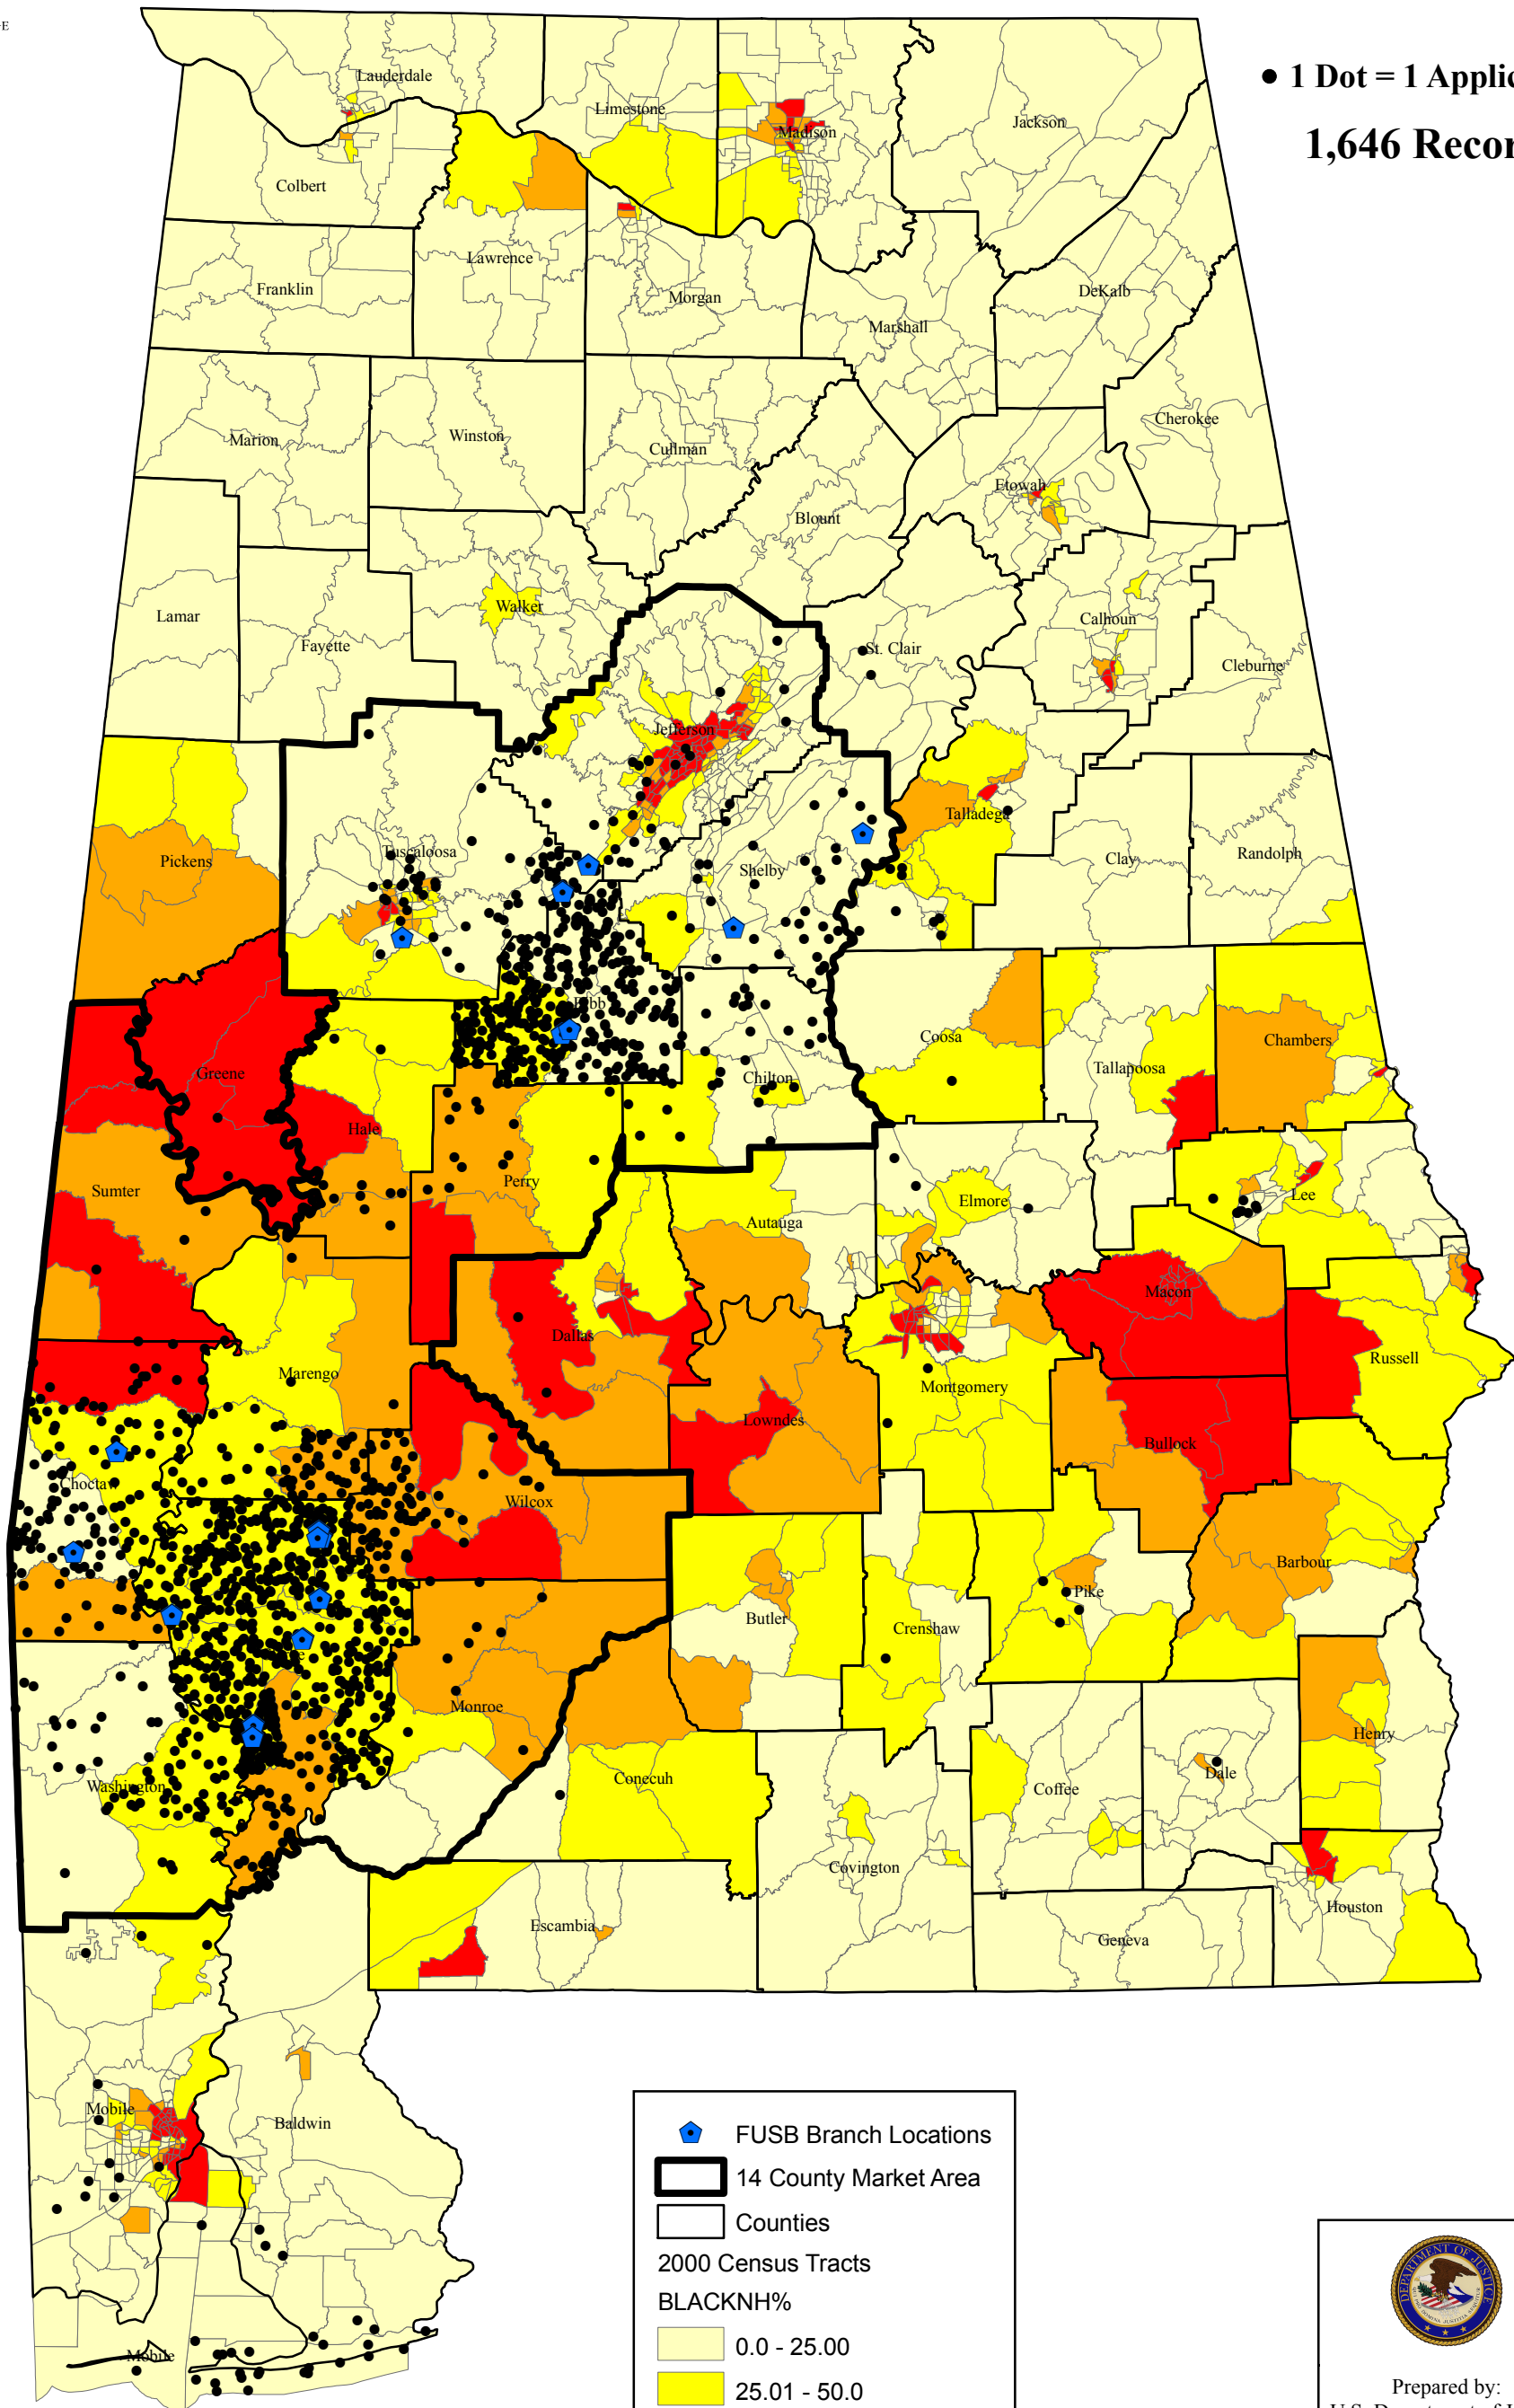 E
● 1 Dot = 1 Applic
1,646 Recor
Lauderdale
Limestone
Madison
Jackson
Colbert
Lawrence
Franklin
Morgan
DeKalb
Marshall
Cherokee
Marion
Winston
Cullman
Etowah
Blount
Walker
Lamar
Fayette
Calhoun
St. Clair
Cleburne
Jefferson
Talladega
Tuscaloosa
Pickens
Shelby
Clay
Randolph
Bibb
Coosa
Chambers
Tallapoosa
Greene
Chilton
Hale
Perry
Sumter
Elmore
Lee
Autauga
Macon
Dallas
Russell
Marengo
Montgomery
Lowndes
Bullock
Choctaw
Wilcox
Barbour
Pike
Butler
Crenshaw
Monroe
Henry
Washington
Conecuh
Coffee
Dale
Covington
Houston
Escambia
Geneva
Mobile
Baldwin
Mobile
FUSB Branch Locations
14 County Market Area
Counties
2000 Census Tracts
BLACKNH%
0.0 - 25.00
25.01 - 50.0
DEPARTMENT OF JUSTICE
Prepared by: